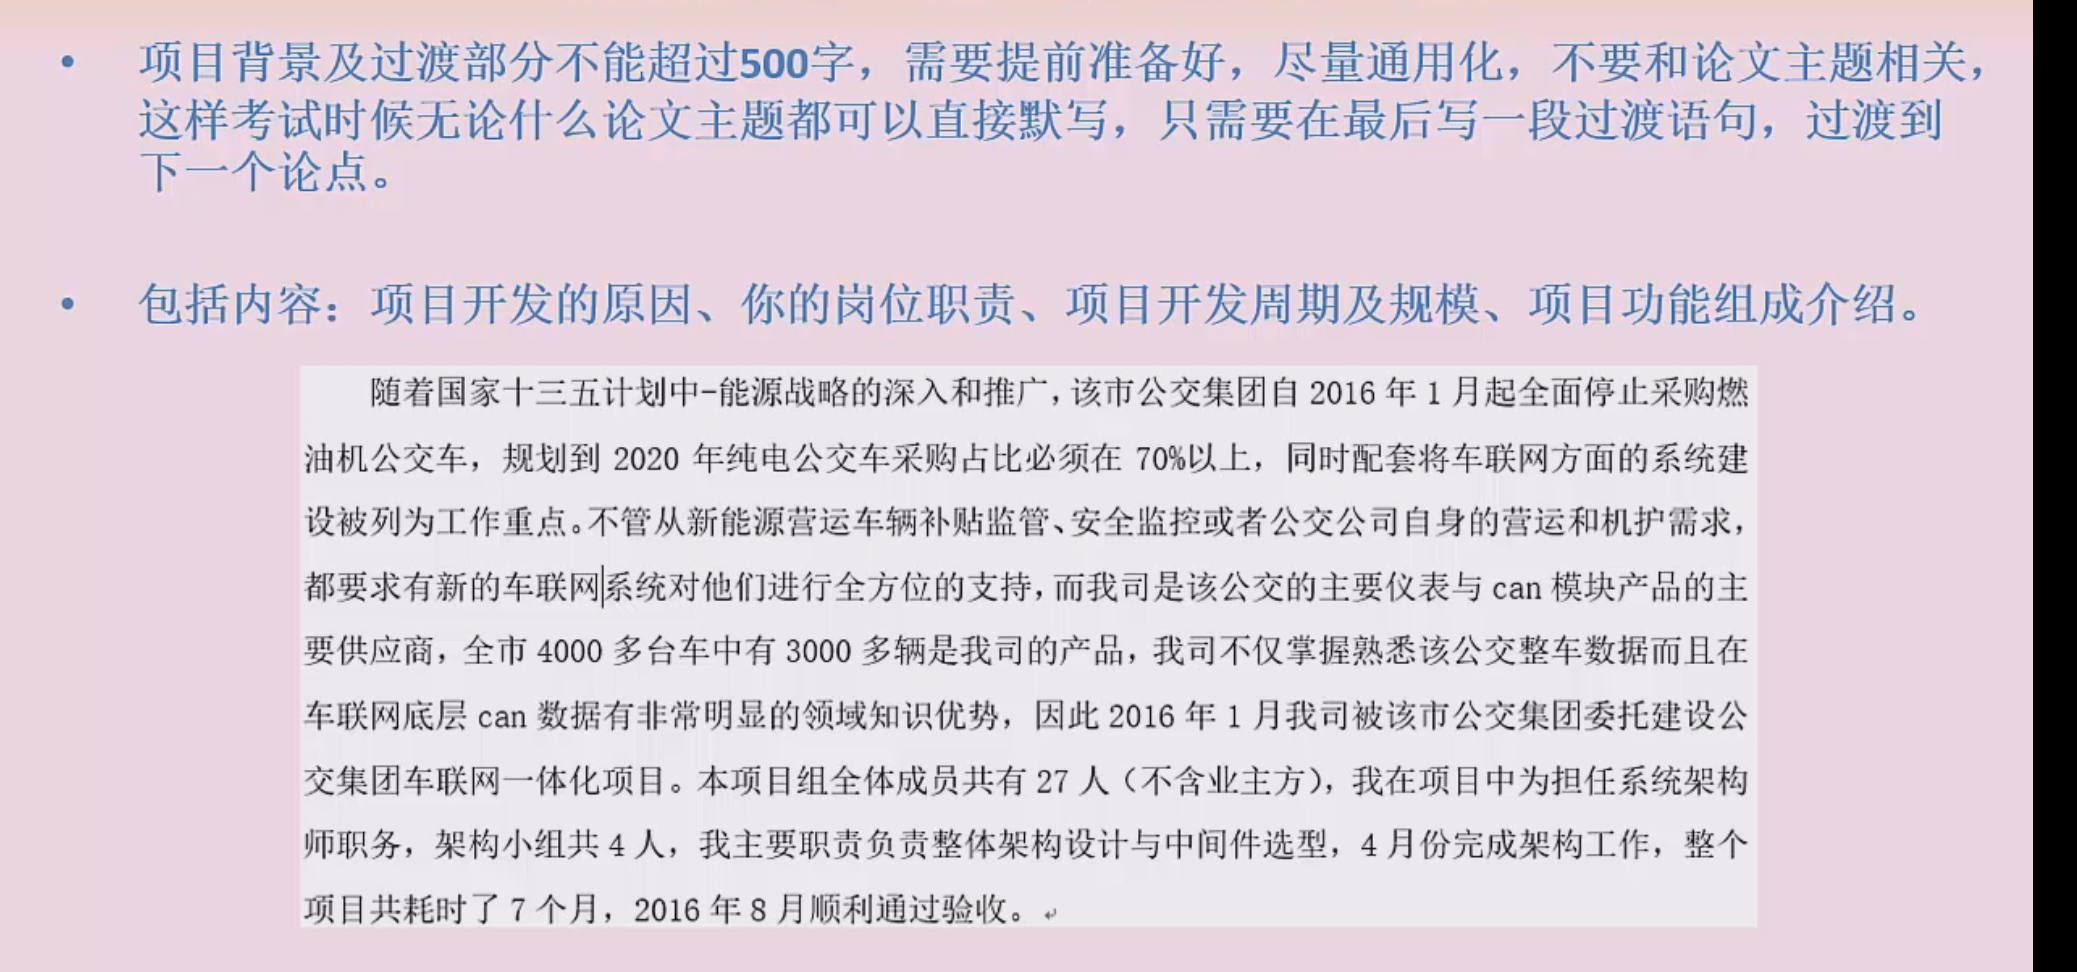 • 项目背景及过渡部分不能超过500字，需要提前准备好，尽量通用化，不要和论文主题相关，
这样考试时候无论什么论文主题都可以直接默写，只需要在最后写一段过渡语句，过渡到
下一个论点。
• 包括内容：项目开发的原因、你的岗位职责、项目开发周期及规模、项目功能组成介绍。
随着国家十三五计划中-能源战略的深入和推广，该市公交集团自 2016 年 1 月起全面停止采购燃
油机公交车，规划到 2020 年纯电公交车采购占比必须在 70%以上，同时配套将车联网方面的系统建
设被列为工作重点。不管从新能源营运车辆补贴监管、安全监控或者公交公司自身的营运和机护需求，
都要求有新的车联网系统对他们进行全方位的支持，而我司是该公交的主要仪表与 can 模块产品的主
要供应商，全市 4000 多台车中有 3000 多辆是我司的产品，我司不仅掌握熟悉该公交整车数据而且在
车联网底层 can 数据有非常明显的领域知识优势，因此 2016 年 1 月我司被该市公交集团委托建设公
交集团车联网一体化项目。本项目组全体成员共有 27 人（不含业主方），我在项目中为担任系统架构
师职务，架构小组共 4 人，我主要职责负责整体架构设计与中间件选型，4 月份完成架构工作，整个
项目共耗时了 7 个月，2016 年 8 月顺利通过验收。